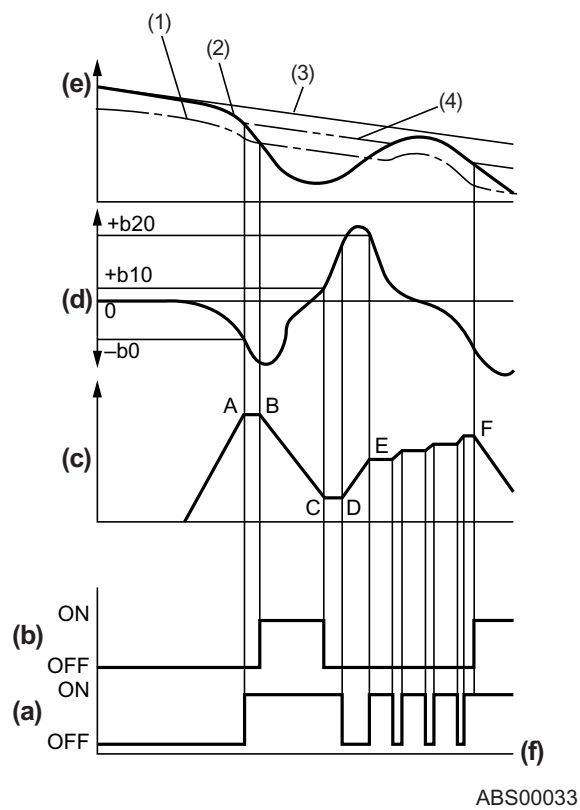 (1)
(2)
(3)
(e)
(4)
+b20
+b10
(d)
0
–b0
A B
E
F
(c)
C D
ON
(b)
OFF
ON
(a)
OFF
(f)
ABS00033